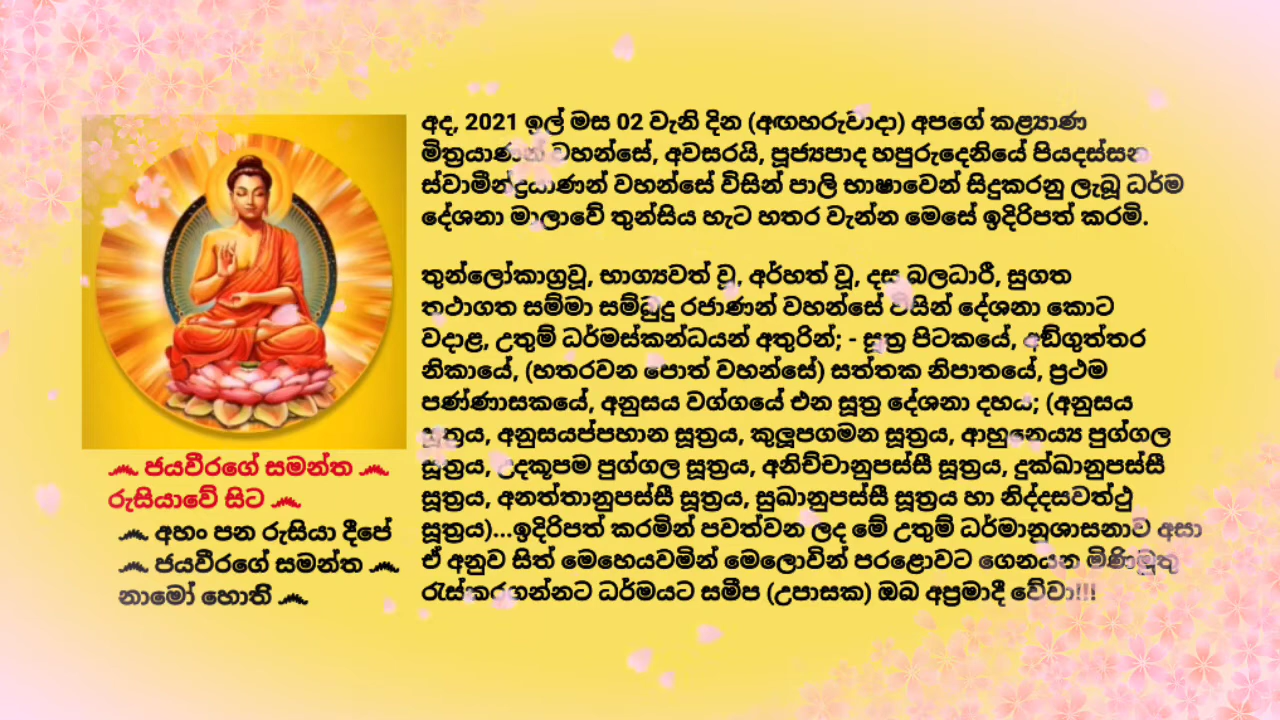 අද, 2021 ඉල් මස 02 වැනි දින (අඟහරුවාදා) අපගේ කළ්‍යාණ
මිත්‍රයාණන් වහන්සේ, අවසරයි, පූජ්‍යපාද හපුරුදෙනියේ පියදස්සන
ස්වාමීන්ද්‍රයාණන් වහන්සේ විසින් පාලි භාෂාවෙන් සිදුකරනු ලැබූ ධර්ම
දේශනා මාලාවේ තුන්සිය හැට හතර වැන්න මෙසේ ඉදිරිපත් කරමි.
තුන්ලෝකාග්‍රවූ, භාග්‍යවත් වූ, අර්හත් වූ, දස බලධාරී, සුගත
තථාගත සම්මා සම්බුදු රජාණන් වහන්සේ විසින් දේශනා කොට
වදාළ, උතුම් ධර්මස්කන්ධයන් අතුරින්; - සූත්‍ර පිටකයේ, අඞ්ගුත්තර
නිකායේ, (හතරවන පොත් වහන්සේ) සත්තක නිපාතයේ, ප්‍රථම
පණ්ණාසකයේ, අනුසය වග්ගයේ එන සූත්‍ර දේශනා දහය; (අනුසය
සූත්‍රය, අනුසයප්පහාන සූත්‍රය, කුලූපගමන සූත්‍රය, ආහුනෙය්‍ය පුග්ගල
සූත්‍රය, උදකූපම පුග්ගල සූත්‍රය, අනිච්චානුපස්සී සූත්‍රය, දුක්ඛානුපස්සී
සූත්‍රය, අනත්තානුපස්සී සූත්‍රය, සුඛානුපස්සී සූත්‍රය හා නිද්දසවත්ථු
සූත්‍රය)...ඉදිරිපත් කරමින් පවත්වන ලද මේ උතුම් ධර්මානුශාසනාව අසා
ඒ අනුව සිත් මෙහෙයවමින් මෙලොවින් පරළොවට ගෙනයන මිණිමුතු
රැස්කරගන්නට ධර්මයට සමීප (උපාසක) ඔබ අප්‍රමාදී වේවා!!!
ජයවීරගේ සමන්ත
රුසියාවේ සිට
අහං පන රුසියා දීපේ
ජයවීරගේ සමන්ත
නාමෝ හොති